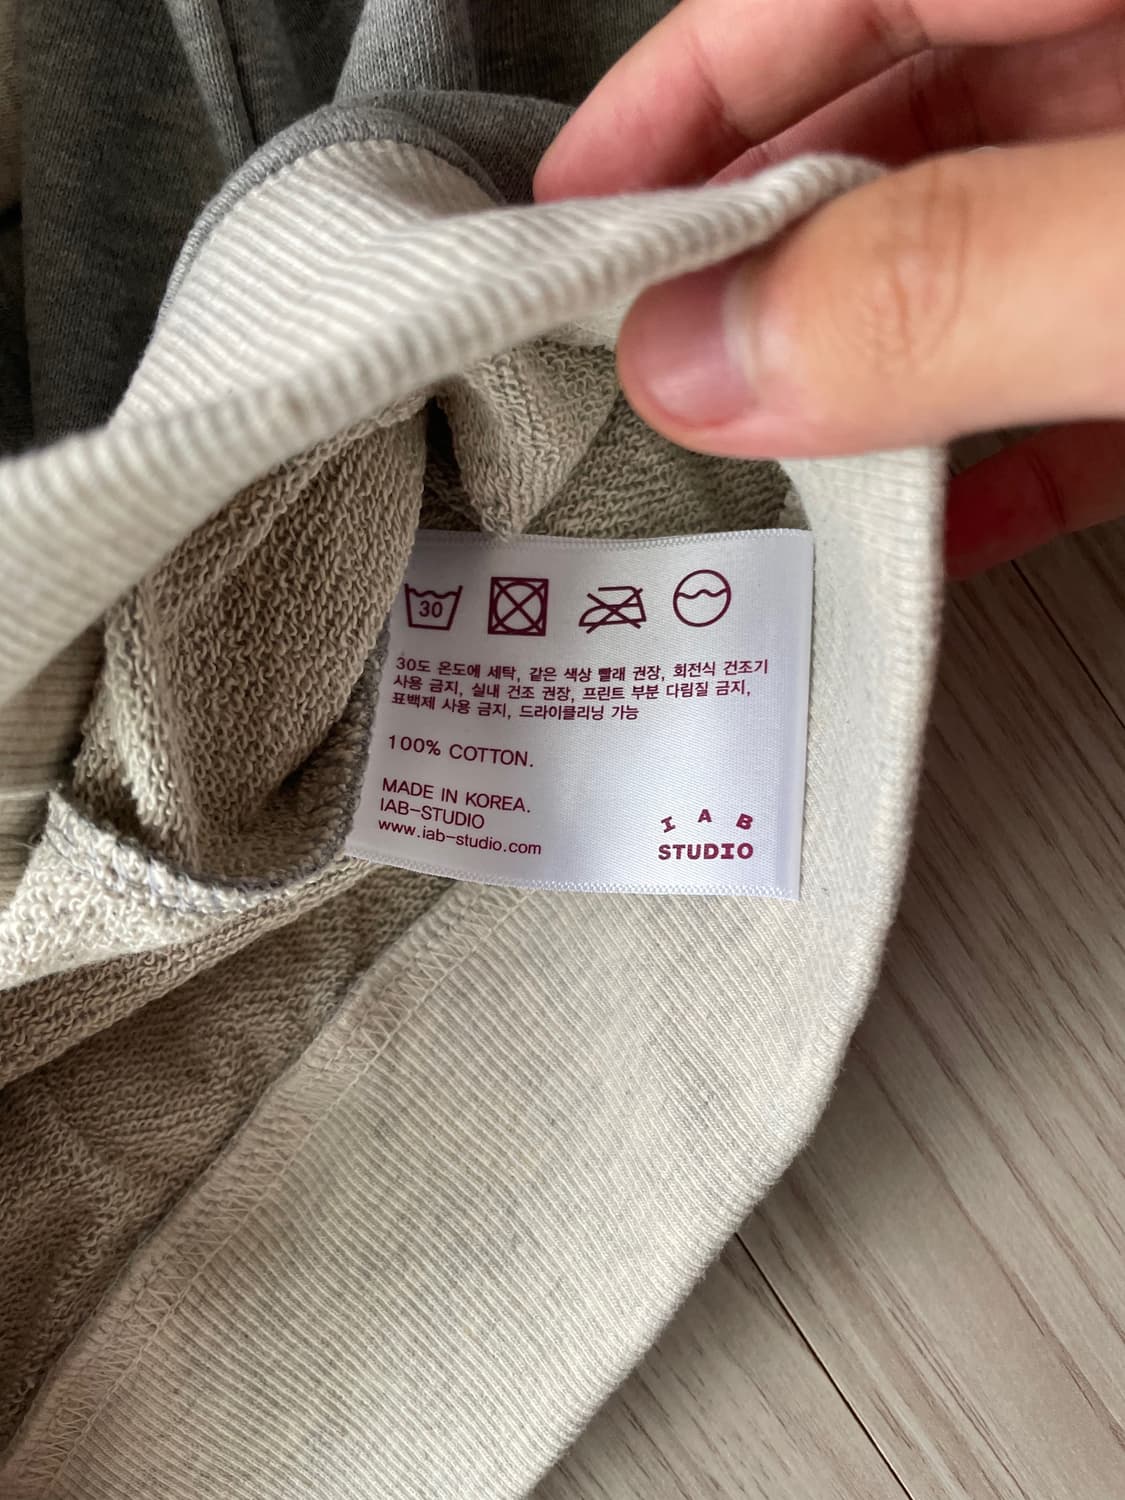 30
30도 온도에 세탁, 같은 색상 빨래 권장, 회전식 건조기
사용 금지, 실내 건조 권장, 프린트 부분 다림질 금지,
표백제 사용 금지, 드라이클리닝 가능
100% COTTON.
MADE IN KOREA.
IAB-STUDIO
www.iab-studio.com
I A B
STUDIO